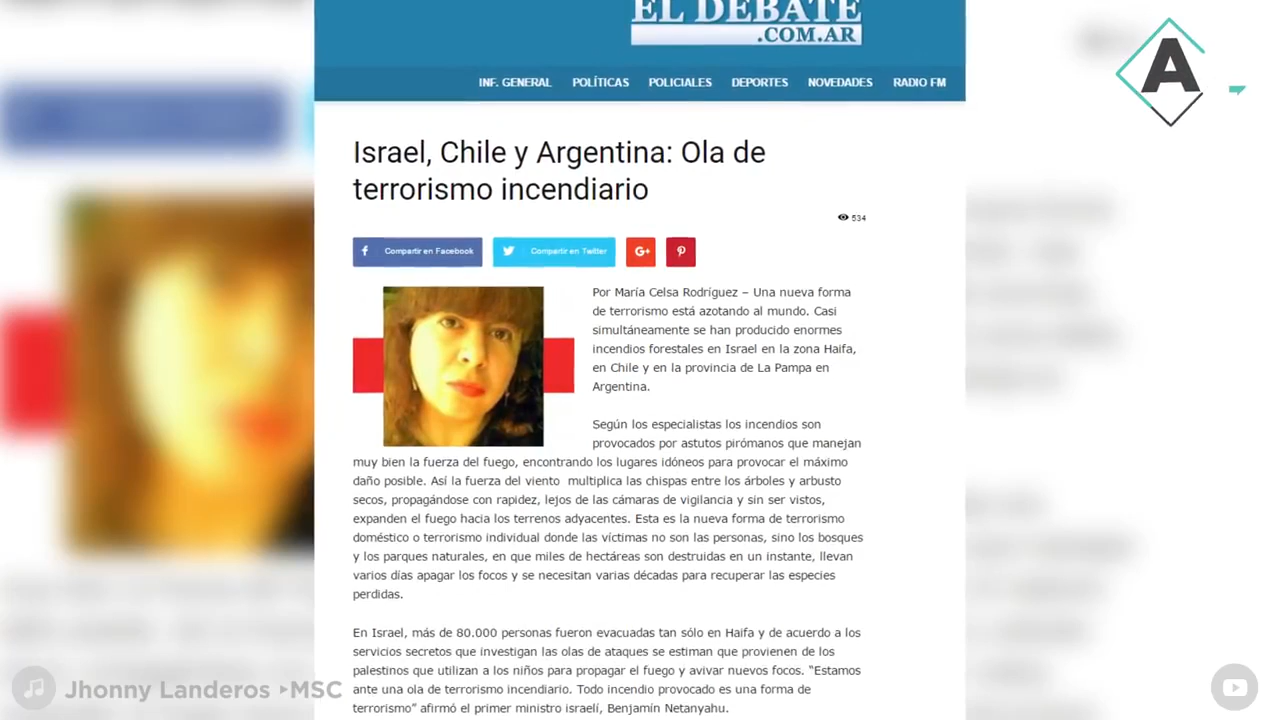 EL DEBATE
.COM.AR
INF. GENERAL POLÍTICAS POLICIALES DEPORTES NOVEDADES RADIO FM
A
Israel, Chile y Argentina: Ola de
terrorismo incendiario
534
f Compartir en Facebook Compartir en Twitter G+
Por María Celsa Rodríguez – Una nueva forma
de terrorismo está azotando al mundo. Casi
simultáneamente se han producido enormes
incendios forestales en Israel en la zona Haifa,
en Chile y en la provincia de La Pampa en
Argentina.
Según los especialistas los incendios son
provocados por astutos pirómanos que manejan
muy bien la fuerza del fuego, encontrando los lugares idóneos para provocar el máximo
daño posible. Así la fuerza del viento multiplica las chispas entre los árboles y arbusto
secos, propagándose con rapidez, lejos de las cámaras de vigilancia y sin ser vistos,
expanden el fuego hacia los terrenos adyacentes. Esta es la nueva forma de terrorismo
doméstico o terrorismo individual donde las víctimas no son las personas, sino los bosques
y los parques naturales, en que miles de hectáreas son destruidas en un instante, llevan
varios días apagar los focos y se necesitan varias décadas para recuperar las especies
perdidas.
En Israel, más de 80.000 personas fueron evacuadas tan sólo en Haifa y de acuerdo a los
servicios secretos que investigan las olas de ataques se estiman que provienen de los
palestinos que utilizan a los niños para propagar el fuego y avivar nuevos focos. “Estamos
ante una ola de terrorismo incendiario. Todo incendio provocado es una forma de
terrorismo” afirmó el primer ministro israelí, Benjamín Netanyahu.
Jhonny Landeros ▸MSC